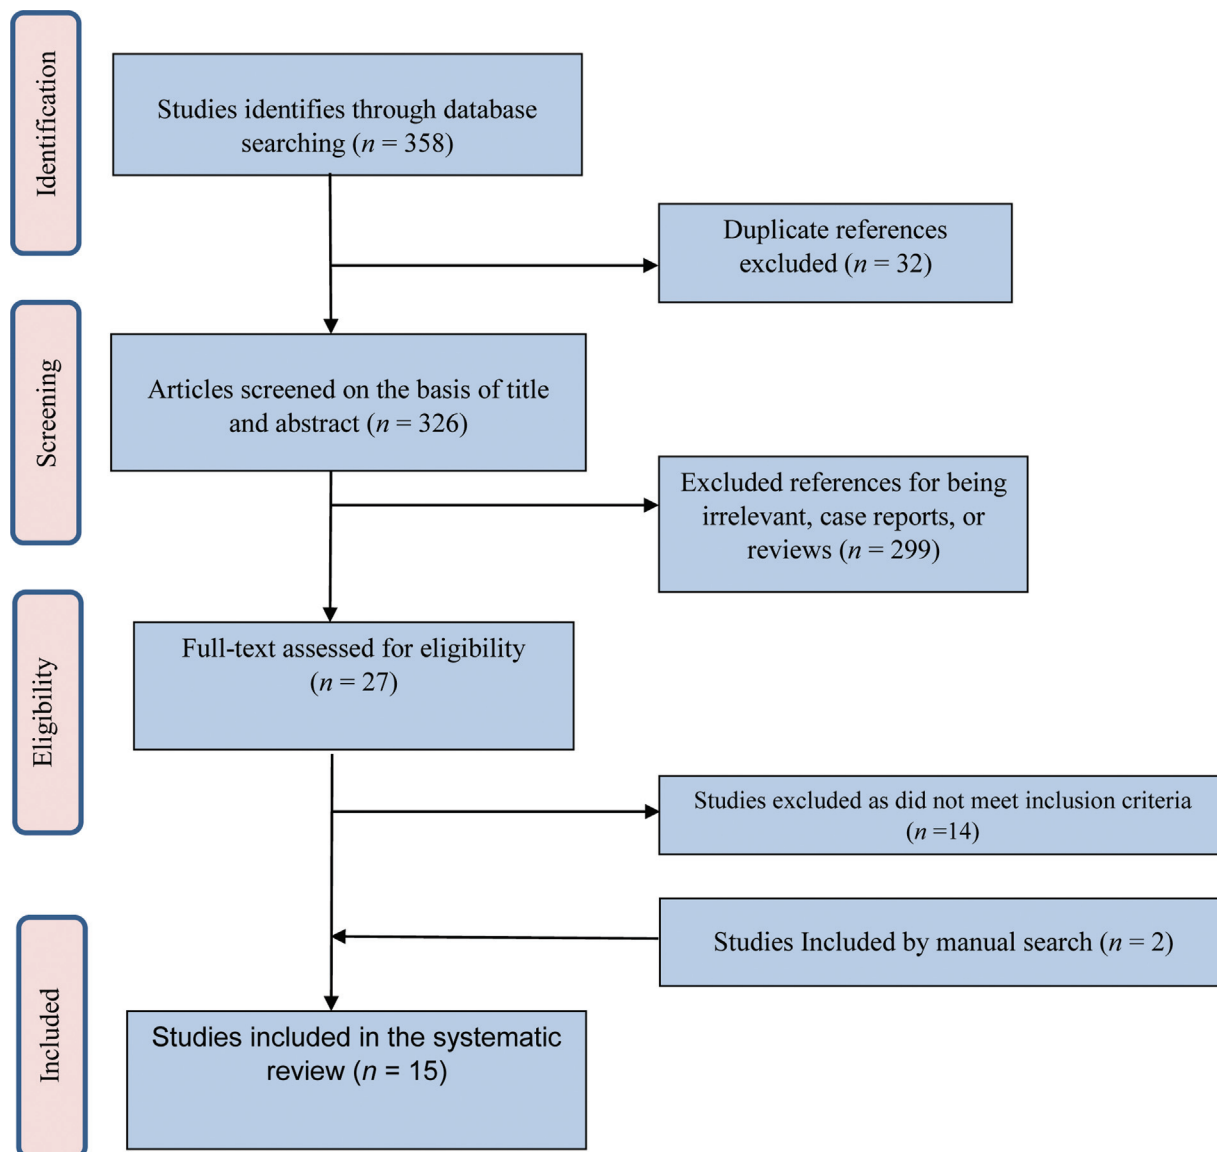 Identification
Studies identifies through database
searching (n = 358)
Duplicate references
excluded (n = 32)
Screening
Articles screened on the basis of title
and abstract (n = 326)
Excluded references for being
irrelevant, case reports, or
reviews (n = 299)
Eligibility
Full-text assessed for eligibility
(n = 27)
Studies excluded as did not meet inclusion criteria
(n =14)
Studies Included by manual search (n = 2)
Included
Studies included in the systematic
review (n = 15)